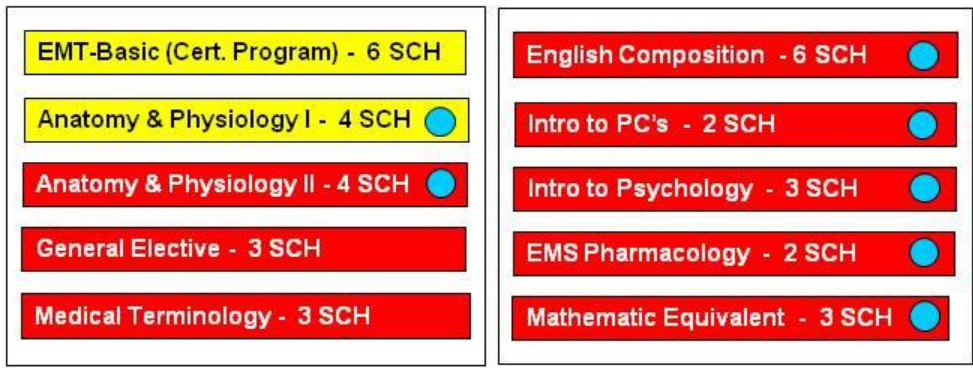 EMT-Basic (Cert. Program) - 6 SCH
Anatomy & Physiology I - 4 SCH
Anatomy & Physiology II - 4 SCH
General Elective - 3 SCH
Medical Terminology - 3 SCH
English Composition - 6 SCH
Intro to PC's - 2 SCH
Intro to Psychology - 3 SCH
EMS Pharmacology - 2 SCH
Mathematic Equivalent - 3 SCH